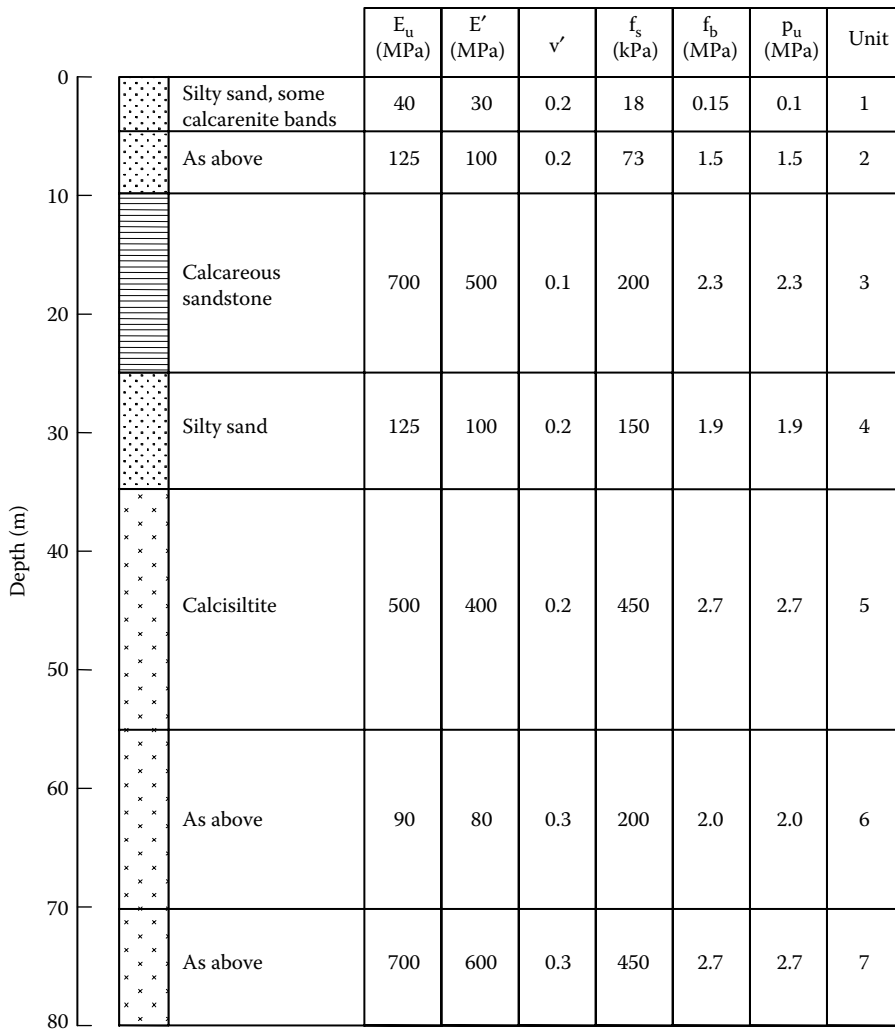 E_u (MPa) E′ (MPa) v′ f_s (kPa) f_b (MPa) p_u (MPa) Unit
0
Silty sand, some calcarenite bands 40 30 0.2 18 0.15 0.1 1
As above 125 100 0.2 73 1.5 1.5 2
10
Calcareous sandstone 700 500 0.1 200 2.3 2.3 3
20
Silty sand 125 100 0.2 150 1.9 1.9 4
30
Depth (m)
40
Calcisiltite 500 400 0.2 450 2.7 2.7 5
50
60
As above 90 80 0.3 200 2.0 2.0 6
70
As above 700 600 0.3 450 2.7 2.7 7
80